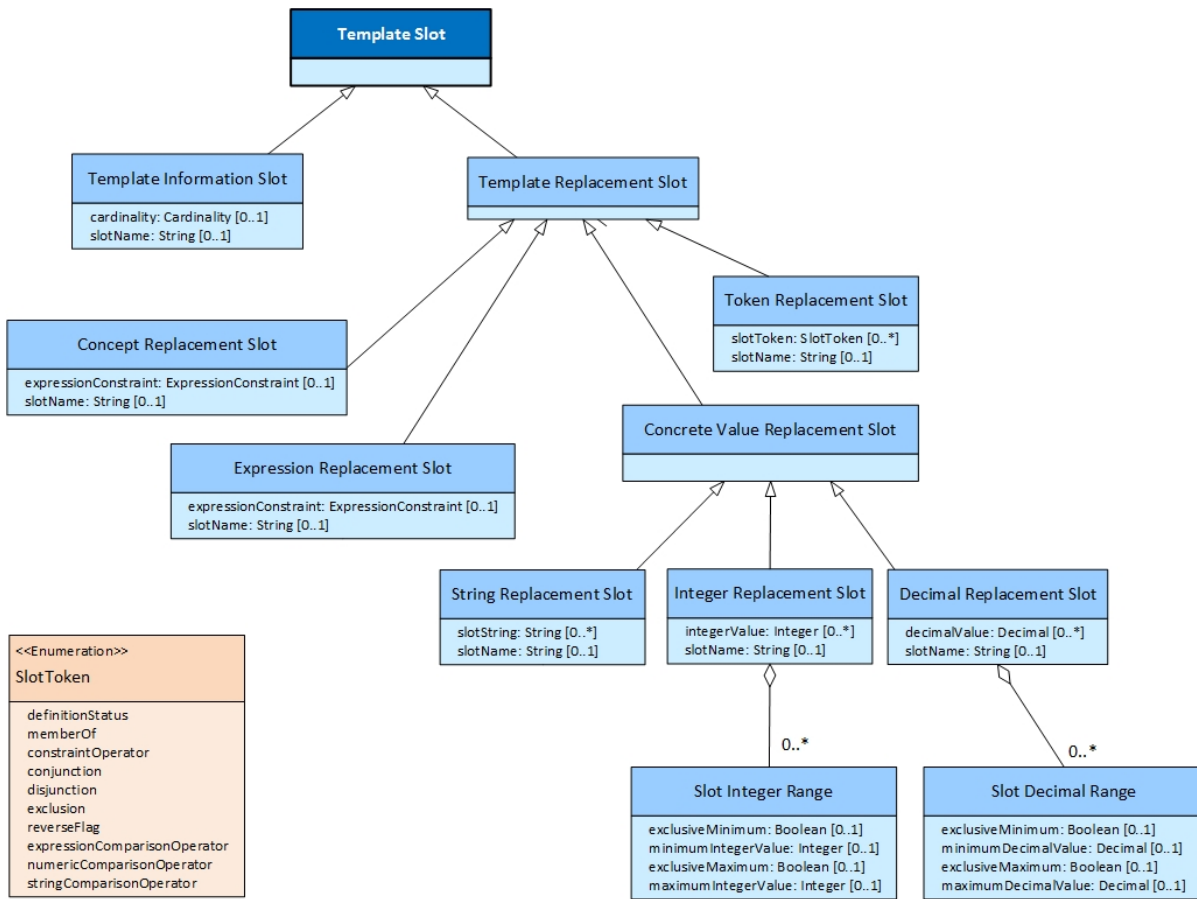 Template Slot
Template Information Slot
cardinality: Cardinality [0..1]
slotName: String [0..1]
Template Replacement Slot
Token Replacement Slot
slotToken: SlotToken [0..*]
slotName: String [0..1]
Concept Replacement Slot
expressionConstraint: ExpressionConstraint [0..1]
slotName: String [0..1]
Concrete Value Replacement Slot
Expression Replacement Slot
expressionConstraint: ExpressionConstraint [0..1]
slotName: String [0..1]
String Replacement Slot
slotString: String [0..*]
slotName: String [0..1]
Integer Replacement Slot
integerValue: Integer [0..*]
slotName: String [0..1]
Decimal Replacement Slot
decimalValue: Decimal [0..*]
slotName: String [0..1]
<<Enumeration>>
SlotToken
definitionStatus
memberOf
constraintOperator
conjunction
disjunction
exclusion
reverseFlag
expressionComparisonOperator
numericComparisonOperator
stringComparisonOperator
0..*
0..*
Slot Integer Range
exclusiveMinimum: Boolean [0..1]
minimumIntegerValue: Integer [0..1]
exclusiveMaximum: Boolean [0..1]
maximumIntegerValue: Integer [0..1]
Slot Decimal Range
exclusiveMinimum: Boolean [0..1]
minimumDecimalValue: Decimal [0..1]
exclusiveMaximum: Boolean [0..1]
maximumDecimalValue: Decimal [0..1]